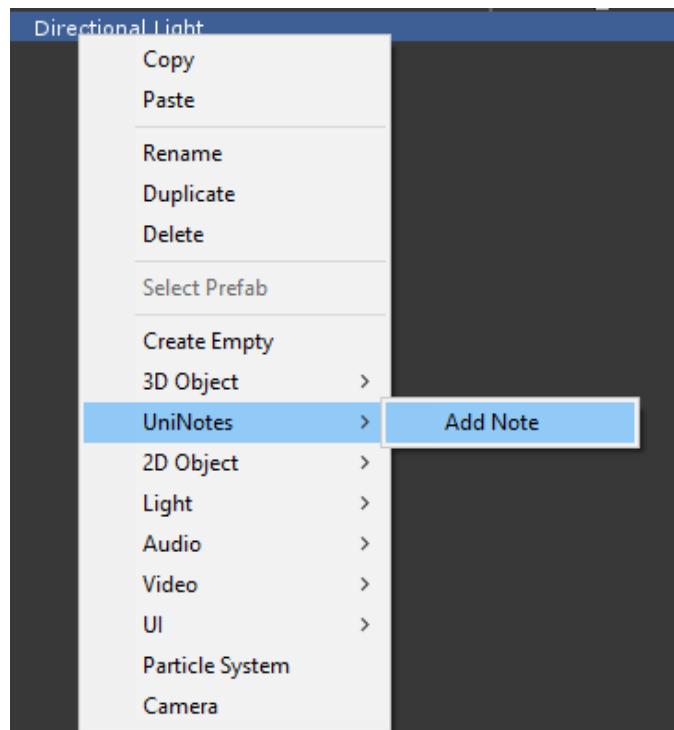 Directional Light
Copy
Paste
Rename
Duplicate
Delete
Select Prefab
Create Empty
3D Object
UniNotes
Add Note
2D Object
Light
Audio
Video
UI
Particle System
Camera